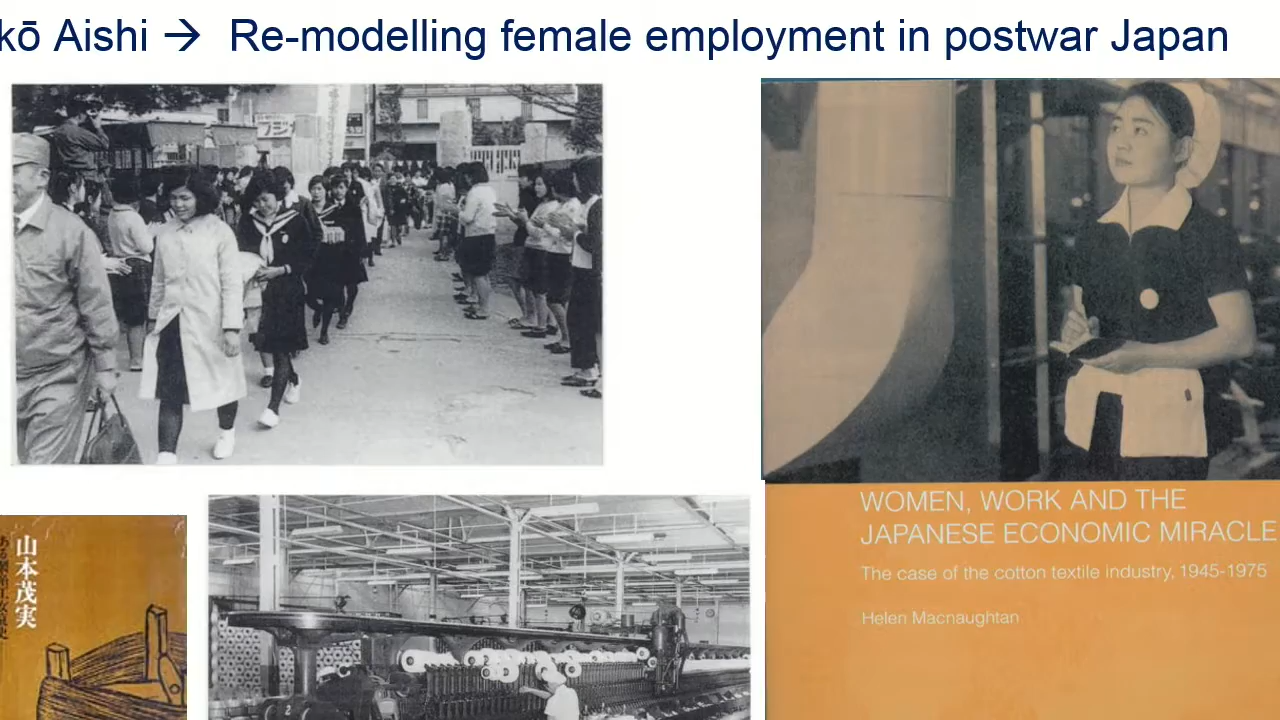 kō Aishi → Re-modelling female employment in postwar Japan
WOMEN, WORK AND THE
JAPANESE ECONOMIC MIRACLE
The case of the cotton textile industry, 1945-1975
Helen Macnaughtan
山本茂実